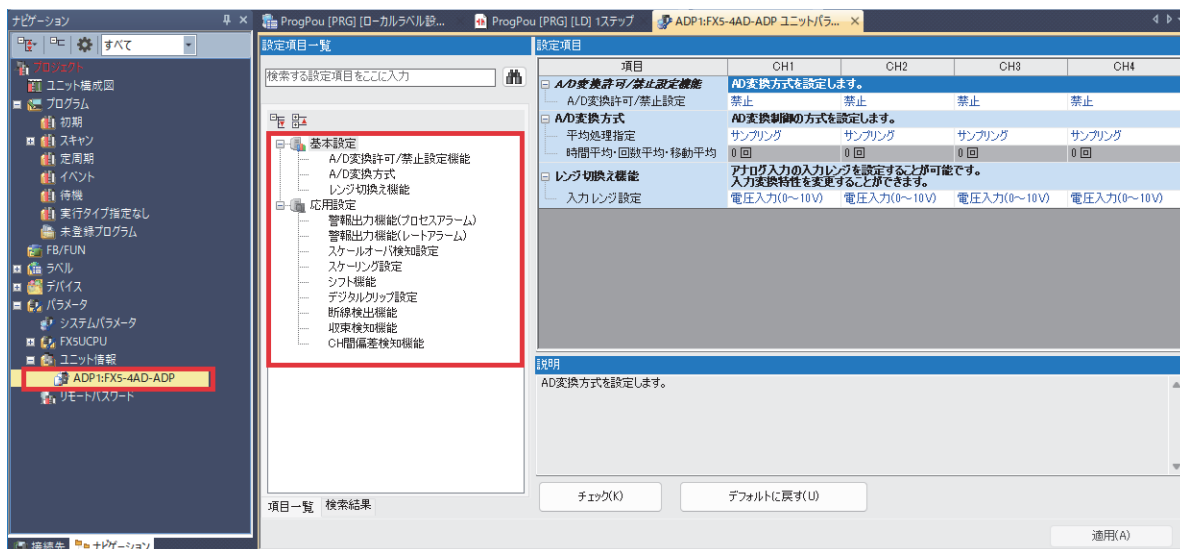 ナビゲーション
ProgPou [PRG] [ローカルラベル設...
ProgPou [PRG] [LD] 1ステップ
ADP1:FX5-4AD-ADP ユニットパラ...
すべて
プロジェクト
ユニット構成図
プログラム
初期
スキャン
定周期
イベント
待機
実行タイプ指定なし
未登録プログラム
FB/FUN
ラベル
デバイス
パラメータ
システムパラメータ
FX5UCPU
ユニット情報
ADP1:FX5-4AD-ADP
リモートパスワード
接続先 ナビゲーション
設定項目一覧
検索する設定項目をここに入力
基本設定
A/D変換許可/禁止設定機能
A/D変換方式
レンジ切換え機能
応用設定
警報出力機能(プロセスアラーム)
警報出力機能(レートアラーム)
スケールオーバ検知設定
スケーリング設定
シフト機能
デジタルクリップ設定
断線検出機能
収束検知機能
CH間偏差検知機能
項目一覧 検索結果
設定項目
項目 CH1 CH2 CH3 CH4
A/D変換許可/禁止設定機能 AD変換方式を設定します。
A/D変換許可/禁止設定 禁止 禁止 禁止 禁止
A/D変換方式 AD変換制御の方式を設定します。
平均処理指定 サンプリング サンプリング サンプリング サンプリング
時間平均・回数平均・移動平均 0 回 0 回 0 回 0 回
レンジ切換え機能 アナログ入力の入力レンジを設定することが可能です。
入力変換特性を変更することができます。
入力レンジ設定 電圧入力(0～10V) 電圧入力(0～10V) 電圧入力(0～10V) 電圧入力(0～10V)
説明
AD変換方式を設定します。
チェック(K) デフォルトに戻す(U)
適用(A)